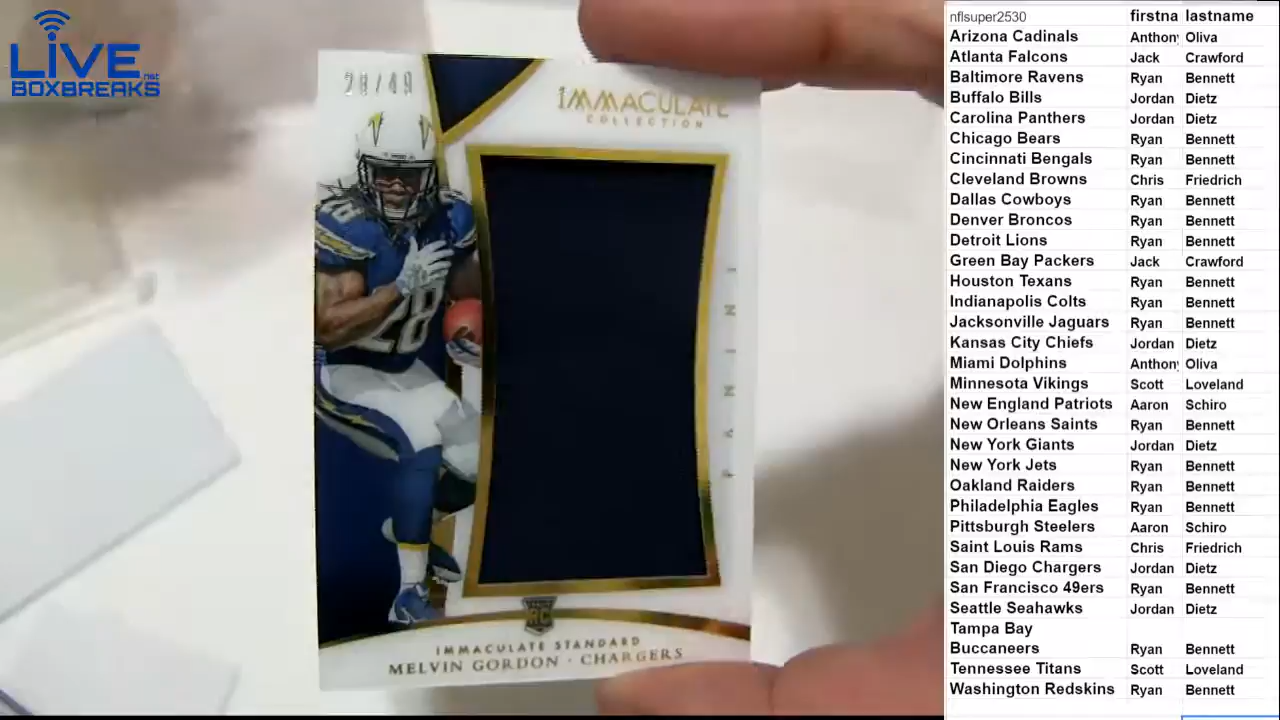 LIVE
.net
BOXBREAKS
28/49
IMMACULATE
COLLECTION
28
28
PANINI
RC
IMMACULATE STANDARD
MELVIN GORDON · CHARGERS
nflsuper2530 firstna lastname
Arizona Cadinals Anthony Oliva
Atlanta Falcons Jack Crawford
Baltimore Ravens Ryan Bennett
Buffalo Bills Jordan Dietz
Carolina Panthers Jordan Dietz
Chicago Bears Ryan Bennett
Cincinnati Bengals Ryan Bennett
Cleveland Browns Chris Friedrich
Dallas Cowboys Ryan Bennett
Denver Broncos Ryan Bennett
Detroit Lions Ryan Bennett
Green Bay Packers Jack Crawford
Houston Texans Ryan Bennett
Indianapolis Colts Ryan Bennett
Jacksonville Jaguars Ryan Bennett
Kansas City Chiefs Jordan Dietz
Miami Dolphins Anthony Oliva
Minnesota Vikings Scott Loveland
New England Patriots Aaron Schiro
New Orleans Saints Ryan Bennett
New York Giants Jordan Dietz
New York Jets Ryan Bennett
Oakland Raiders Ryan Bennett
Philadelphia Eagles Ryan Bennett
Pittsburgh Steelers Aaron Schiro
Saint Louis Rams Chris Friedrich
San Diego Chargers Jordan Dietz
San Francisco 49ers Ryan Bennett
Seattle Seahawks Jordan Dietz
Tampa Bay
Buccaneers Ryan Bennett
Tennessee Titans Scott Loveland
Washington Redskins Ryan Bennett